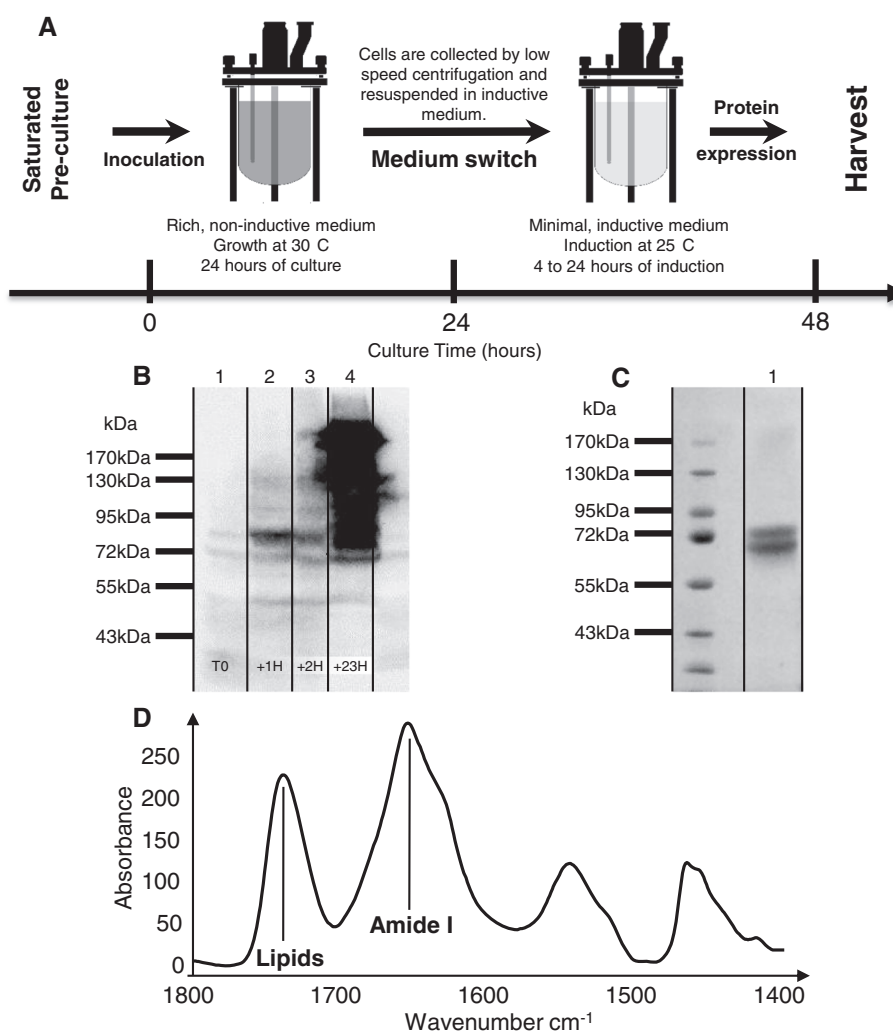 A
Saturated
Pre-culture
Inoculation
Cells are collected by low
speed centrifugation and
resuspended in inductive
medium.
Medium switch
Protein
expression
Harvest
Rich, non-inductive medium
Growth at 30 C
24 hours of culture
Minimal, inductive medium
Induction at 25 C
4 to 24 hours of induction
0
24
48
Culture Time (hours)
B
1 2 3 4
kDa
170kDa
130kDa
95kDa
72kDa
55kDa
43kDa
T0 +1H +2H +23H
C
1
kDa
170kDa
130kDa
95kDa
72kDa
55kDa
43kDa
D
Absorbance
250
200
150
100
50
0
Lipids
Amide I
1800 1700 1600 1500 1400
Wavenumber cm-1